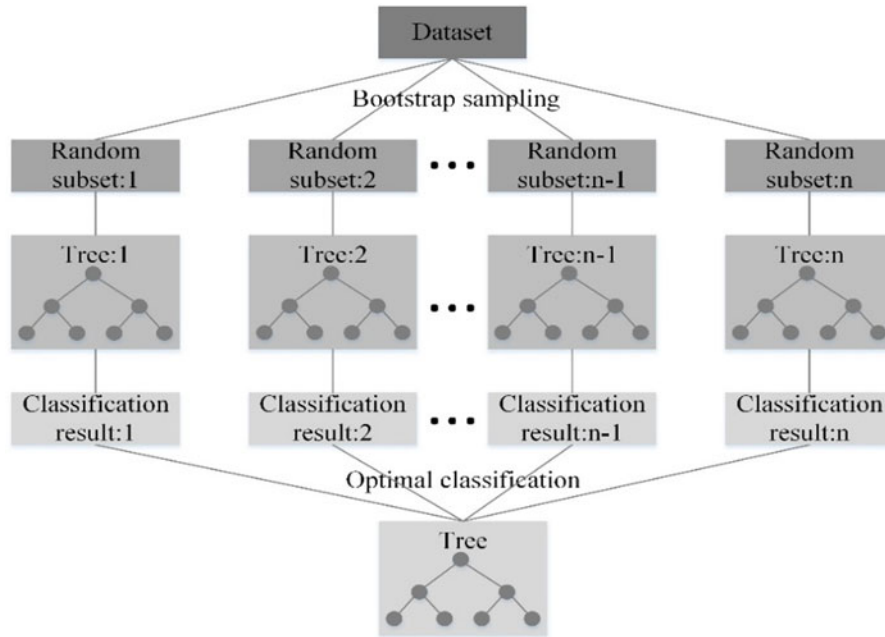 Dataset
Bootstrap sampling
Random
subset:1
Random
subset:2
Random
subset:n-1
Random
subset:n
Tree:1
Tree:2
Tree:n-1
Tree:n
Classification
result:1
Classification
result:2
Classification
result:n-1
Classification
result:n
Optimal classification
Tree